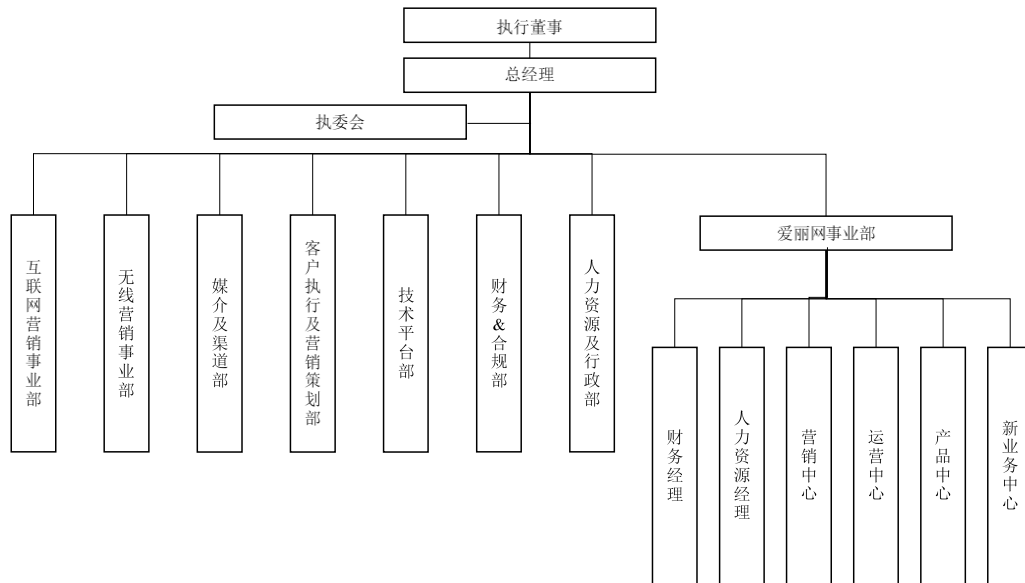 执行董事
总经理
执委会
互联网营销事业部
无线营销事业部
媒介及渠道部
客户执行及营销策划部
技术平台部
财务&合规部
人力资源及行政部
爱丽网事业部
财务经理
人力资源经理
营销中心
运营中心
产品中心
新业务中心